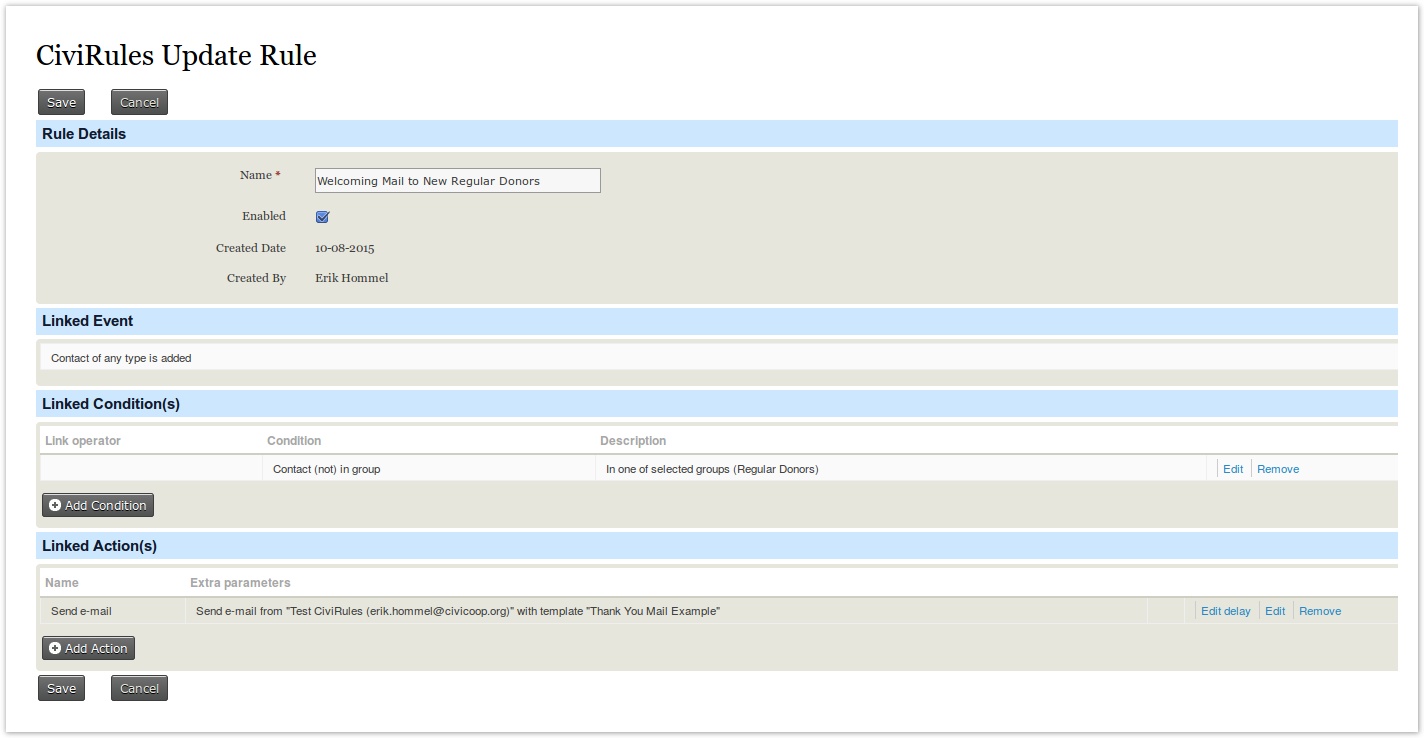 CiviRules Update Rule
Save Cancel
Rule Details
Name * Welcoming Mail to New Regular Donors
Enabled
Created Date 10-08-2015
Created By Erik Hommel
Linked Event
Contact of any type is added
Linked Condition(s)
Link operator Condition Description
Contact (not) in group In one of selected groups (Regular Donors) Edit Remove
Add Condition
Linked Action(s)
Name Extra parameters
Send e-mail Send e-mail from "Test CiviRules (erik.hommel@civicoop.org)" with template "Thank You Mail Example" Edit delay Edit Remove
Add Action
Save Cancel